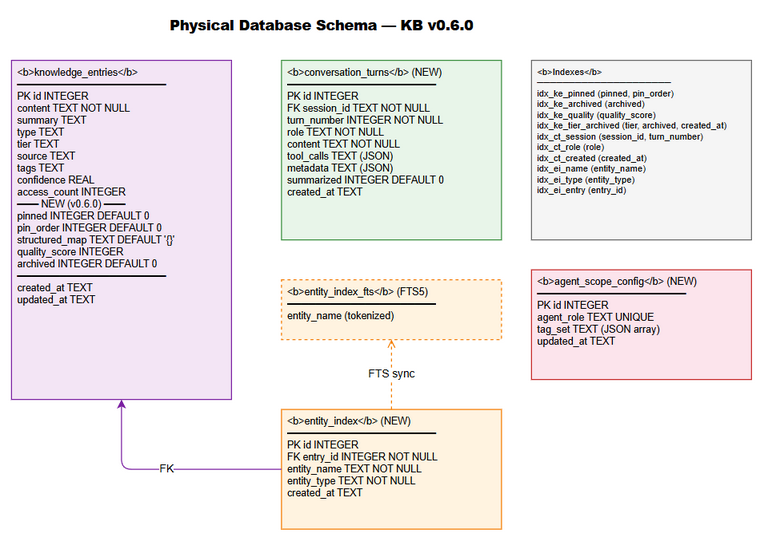 Physical Database Schema — KB v0.6.0
<b>knowledge_entries</b>
PK id INTEGER
content TEXT NOT NULL
summary TEXT
type TEXT
tier TEXT
source TEXT
tags TEXT
confidence REAL
access_count INTEGER
—— NEW (v0.6.0) ——
pinned INTEGER DEFAULT 0
pin_order INTEGER DEFAULT 0
structured_map TEXT DEFAULT '{}'
quality_score INTEGER
archived INTEGER DEFAULT 0
created_at TEXT
updated_at TEXT
<b>conversation_turns</b> (NEW)
PK id INTEGER
FK session_id TEXT NOT NULL
turn_number INTEGER NOT NULL
role TEXT NOT NULL
content TEXT NOT NULL
tool_calls TEXT (JSON)
metadata TEXT (JSON)
summarized INTEGER DEFAULT 0
created_at TEXT
<b>Indexes</b>
idx_ke_pinned (pinned, pin_order)
idx_ke_archived (archived)
idx_ke_quality (quality_score)
idx_ke_tier_archived (tier, archived, created_at)
idx_ct_session (session_id, turn_number)
idx_ct_role (role)
idx_ct_created (created_at)
idx_ei_name (entity_name)
idx_ei_type (entity_type)
idx_ei_entry (entry_id)
<b>entity_index_fts</b> (FTS5)
entity_name (tokenized)
<b>agent_scope_config</b> (NEW)
PK id INTEGER
agent_role TEXT UNIQUE
tag_set TEXT (JSON array)
updated_at TEXT
FTS sync
<b>entity_index</b> (NEW)
PK id INTEGER
FK entry_id INTEGER NOT NULL
entity_name TEXT NOT NULL
entity_type TEXT NOT NULL
created_at TEXT
FK